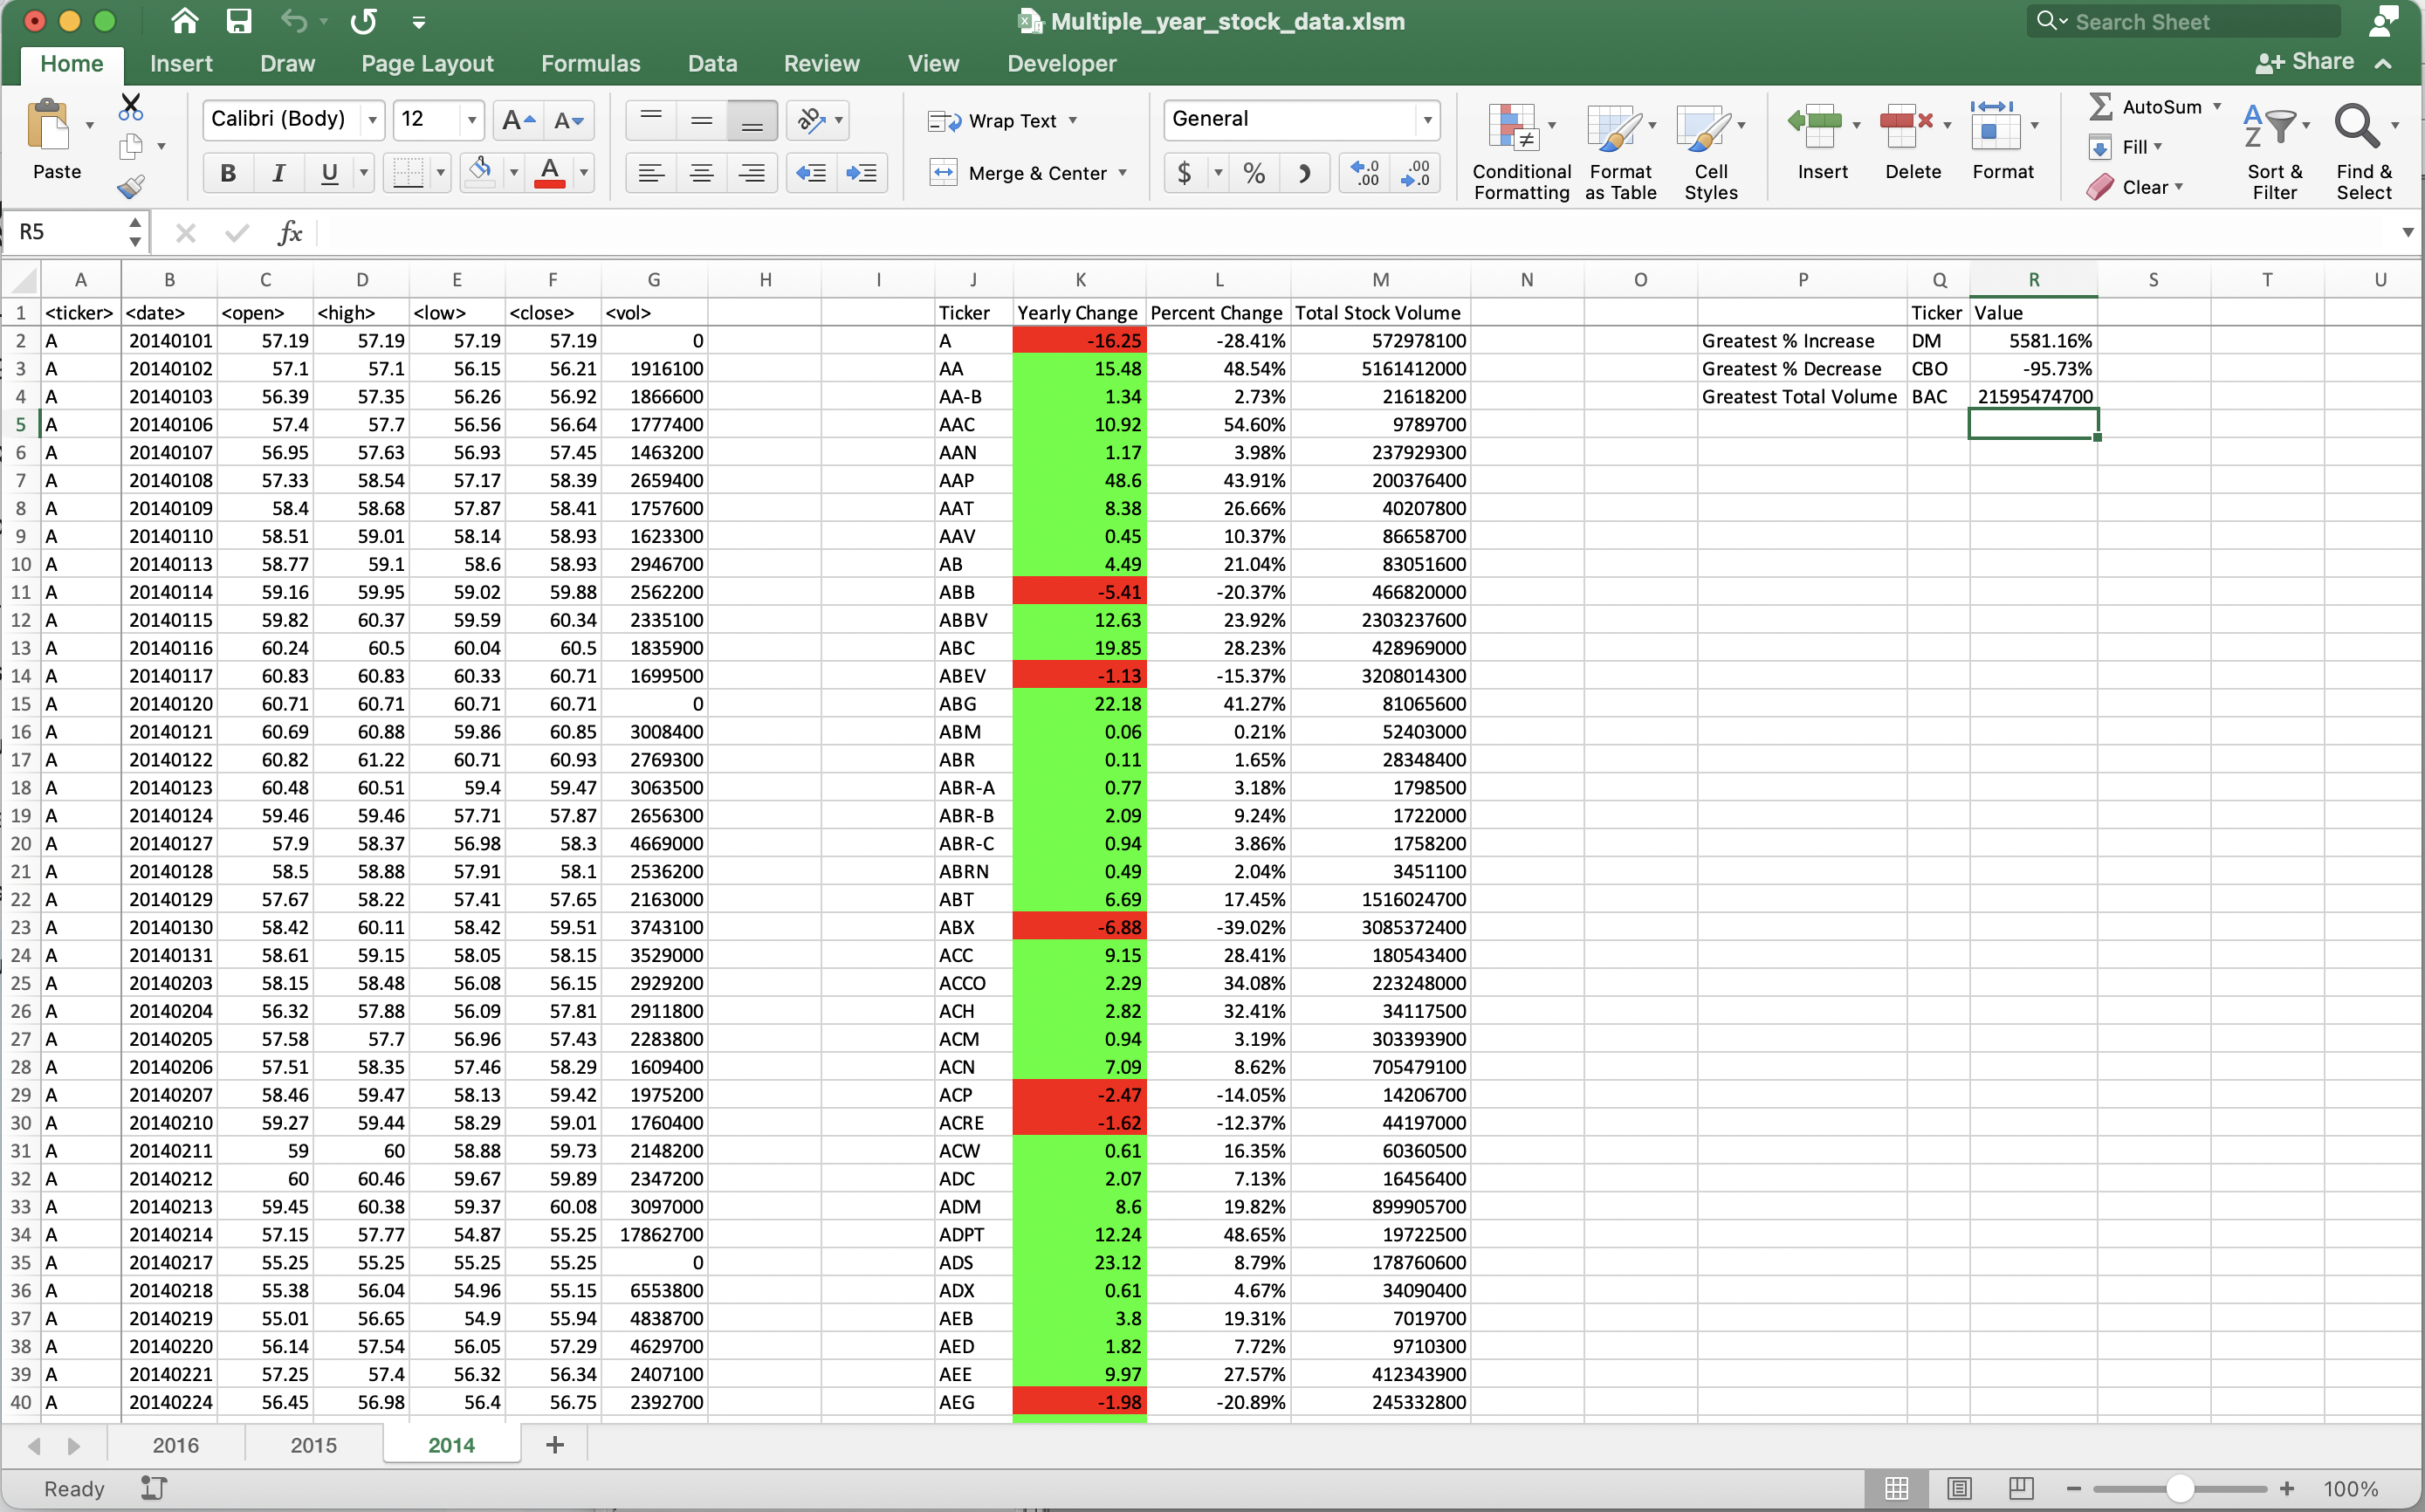 Multiple_year_stock_data.xlsm
Search Sheet
Home Insert Draw Page Layout Formulas Data Review View Developer
Share
Paste
Calibri (Body) 12
Wrap Text
Merge & Center
General
Conditional Formatting
Format as Table
Cell Styles
Insert Delete Format
AutoSum
Fill
Clear
Sort & Filter
Find & Select
R5 fx
A B C D E F G H I J K L M N O P Q R S T U
1 <ticker> <date> <open> <high> <low> <close> <vol> Ticker Yearly Change Percent Change Total Stock Volume Ticker Value
2 A 20140101 57.19 57.19 57.19 57.19 0 A -16.25 -28.41% 572978100 Greatest % Increase DM 5581.16%
3 A 20140102 57.1 57.1 56.15 56.21 1916100 AA 15.48 48.54% 5161412000 Greatest % Decrease CBO -95.73%
4 A 20140103 56.39 57.35 56.26 56.92 1866600 AA-B 1.34 2.73% 21618200 Greatest Total Volume BAC 21595474700
5 A 20140106 57.4 57.7 56.56 56.64 1777400 AAC 10.92 54.60% 9789700
6 A 20140107 56.95 57.63 56.93 57.45 1463200 AAN 1.17 3.98% 237929300
7 A 20140108 57.33 58.54 57.17 58.39 2659400 AAP 48.6 43.91% 200376400
8 A 20140109 58.4 58.68 57.87 58.41 1757600 AAT 8.38 26.66% 40207800
9 A 20140110 58.51 59.01 58.14 58.93 1623300 AAV 0.45 10.37% 86658700
10 A 20140113 58.77 59.1 58.6 58.93 2946700 AB 4.49 21.04% 83051600
11 A 20140114 59.16 59.95 59.02 59.88 2562200 ABB -5.41 -20.37% 466820000
12 A 20140115 59.82 60.37 59.59 60.34 2335100 ABBV 12.63 23.92% 2303237600
13 A 20140116 60.24 60.5 60.04 60.5 1835900 ABC 19.85 28.23% 428969000
14 A 20140117 60.83 60.83 60.33 60.71 1699500 ABEV -1.13 -15.37% 3208014300
15 A 20140120 60.71 60.71 60.71 60.71 0 ABG 22.18 41.27% 81065600
16 A 20140121 60.69 60.88 59.86 60.85 3008400 ABM 0.06 0.21% 52403000
17 A 20140122 60.82 61.22 60.71 60.93 2769300 ABR 0.11 1.65% 28348400
18 A 20140123 60.48 60.51 59.4 59.47 3063500 ABR-A 0.77 3.18% 1798500
19 A 20140124 59.46 59.46 57.71 57.87 2656300 ABR-B 2.09 9.24% 1722000
20 A 20140127 57.9 58.37 56.98 58.3 4669000 ABR-C 0.94 3.86% 1758200
21 A 20140128 58.5 58.88 57.91 58.1 2536200 ABRN 0.49 2.04% 3451100
22 A 20140129 57.67 58.22 57.41 57.65 2163000 ABT 6.69 17.45% 1516024700
23 A 20140130 58.42 60.11 58.42 59.51 3743100 ABX -6.88 -39.02% 3085372400
24 A 20140131 58.61 59.15 58.05 58.15 3529000 ACC 9.15 28.41% 180543400
25 A 20140203 58.15 58.48 56.08 56.15 2929200 ACCO 2.29 34.08% 223248000
26 A 20140204 56.32 57.88 56.09 57.81 2911800 ACH 2.82 32.41% 34117500
27 A 20140205 57.58 57.7 56.96 57.43 2283800 ACM 0.94 3.19% 303393900
28 A 20140206 57.51 58.35 57.46 58.29 1609400 ACN 7.09 8.62% 705479100
29 A 20140207 58.46 59.47 58.13 59.42 1975200 ACP -2.47 -14.05% 14206700
30 A 20140210 59.27 59.44 58.29 59.01 1760400 ACRE -1.62 -12.37% 44197000
31 A 20140211 59 60 58.88 59.73 2148200 ACW 0.61 16.35% 60360500
32 A 20140212 60 60.46 59.67 59.89 2347200 ADC 2.07 7.13% 16456400
33 A 20140213 59.45 60.38 59.37 60.08 3097000 ADM 8.6 19.82% 899905700
34 A 20140214 57.15 57.77 54.87 55.25 17862700 ADPT 12.24 48.65% 19722500
35 A 20140217 55.25 55.25 55.25 55.25 0 ADS 23.12 8.79% 178760600
36 A 20140218 55.38 56.04 54.96 55.15 6553800 ADX 0.61 4.67% 34090400
37 A 20140219 55.01 56.65 54.9 55.94 4838700 AEB 3.8 19.31% 7019700
38 A 20140220 56.14 57.54 56.05 57.29 4629700 AED 1.82 7.72% 9710300
39 A 20140221 57.25 57.4 56.32 56.34 2407100 AEE 9.97 27.57% 412343900
40 A 20140224 56.45 56.98 56.4 56.75 2392700 AEG -1.98 -20.89% 245332800
2016 2015 2014 +
Ready 100%